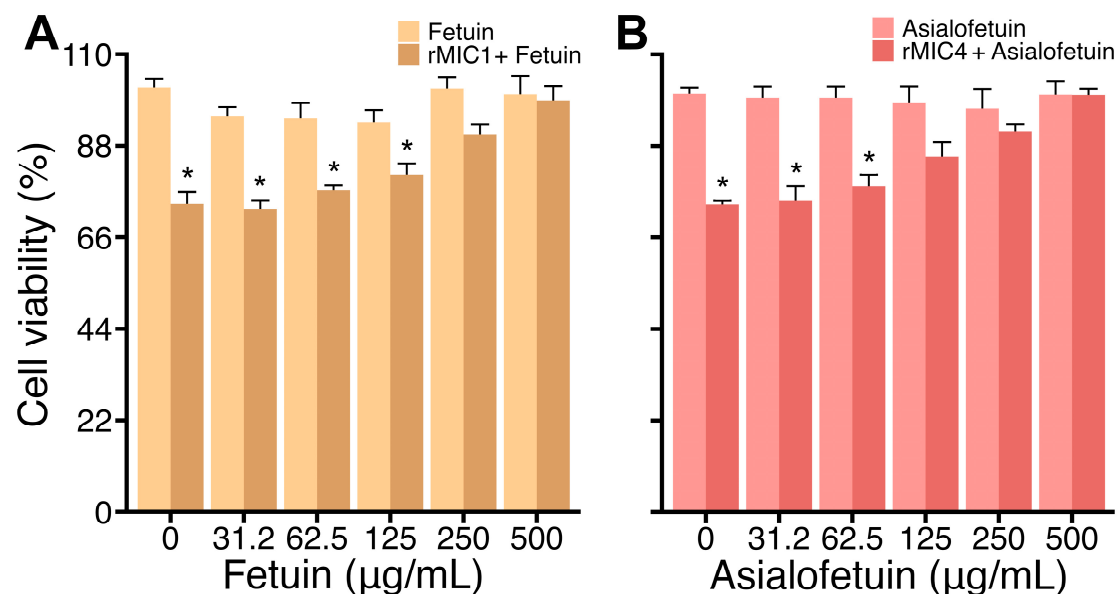 A
Fetuin
rMIC1+ Fetuin
Cell viability (%)
110
88
66
44
22
0
*
*
*
*
0 31.2 62.5 125 250 500
Fetuin (µg/mL)
B
Asialofetuin
rMIC4 + Asialofetuin
*
*
*
0 31.2 62.5 125 250 500
Asialofetuin (µg/mL)